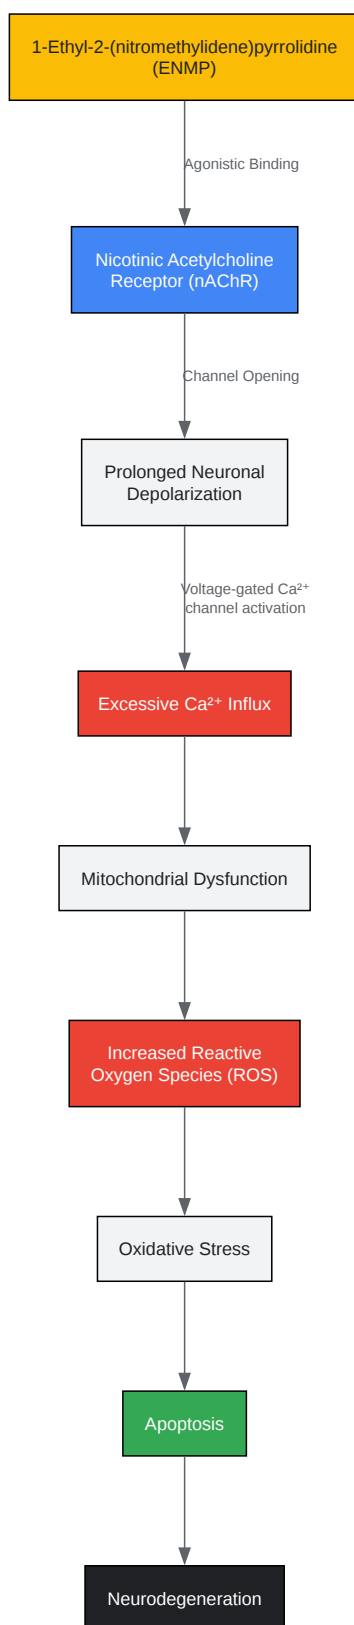 1-Ethyl-2-(nitromethylidene)pyrrolidine
(ENMP)
Agonistic Binding
Nicotinic Acetylcholine
Receptor (nAChR)
Channel Opening
Prolonged Neuronal
Depolarization
Voltage-gated Ca²⁺
channel activation
Excessive Ca²⁺ Influx
Mitochondrial Dysfunction
Increased Reactive
Oxygen Species (ROS)
Oxidative Stress
Apoptosis
Neurodegeneration